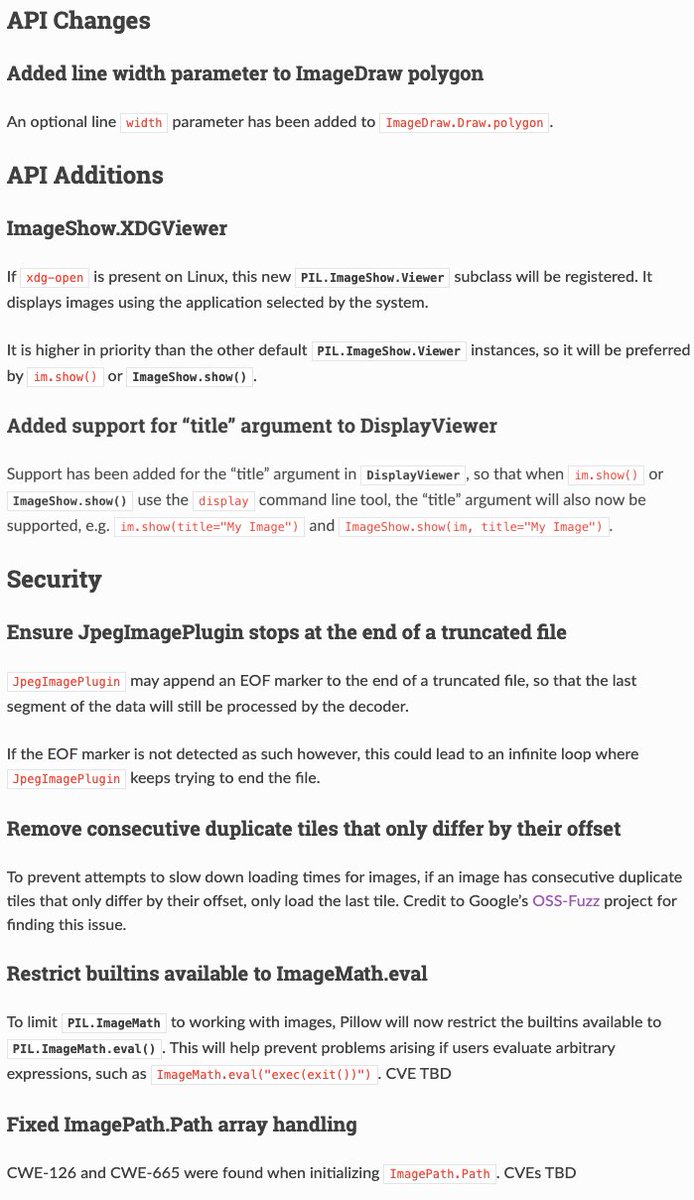 API Changes
Added line width parameter to ImageDraw polygon
An optional line width parameter has been added to ImageDraw.Draw.polygon.
API Additions
ImageShow.XDGViewer
If xdg-open is present on Linux, this new PIL.ImageShow.Viewer subclass will be registered. It
displays images using the application selected by the system.
It is higher in priority than the other default PIL.ImageShow.Viewer instances, so it will be preferred
by im.show() or ImageShow.show().
Added support for “title” argument to DisplayViewer
Support has been added for the “title” argument in DisplayViewer, so that when im.show() or
ImageShow.show() use the display command line tool, the “title” argument will also now be
supported, e.g. im.show(title="My Image") and ImageShow.show(im, title="My Image").
Security
Ensure JpegImagePlugin stops at the end of a truncated file
JpegImagePlugin may append an EOF marker to the end of a truncated file, so that the last
segment of the data will still be processed by the decoder.
If the EOF marker is not detected as such however, this could lead to an infinite loop where
JpegImagePlugin keeps trying to end the file.
Remove consecutive duplicate tiles that only differ by their offset
To prevent attempts to slow down loading times for images, if an image has consecutive duplicate
tiles that only differ by their offset, only load the last tile. Credit to Google’s OSS-Fuzz project for
finding this issue.
Restrict builtins available to ImageMath.eval
To limit PIL.ImageMath to working with images, Pillow will now restrict the builtins available to
PIL.ImageMath.eval(). This will help prevent problems arising if users evaluate arbitrary
expressions, such as ImageMath.eval("exec(exit())"). CVE TBD
Fixed ImagePath.Path array handling
CWE-126 and CWE-665 were found when initializing ImagePath.Path. CVEs TBD